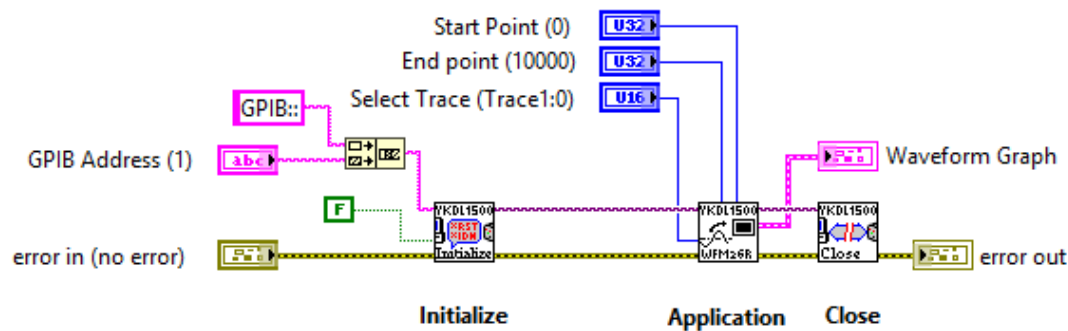 Start Point (0)
U32
End point (10000)
U32
Select Trace (Trace1:0)
U16
GPIB::
GPIB Address (1)
abc
Waveform Graph
F
YKDL1500
*RST
*IDN
Initialize
YKDL1500
WFM26R
YKDL1500
Close
error in (no error)
error out
Initialize
Application
Close